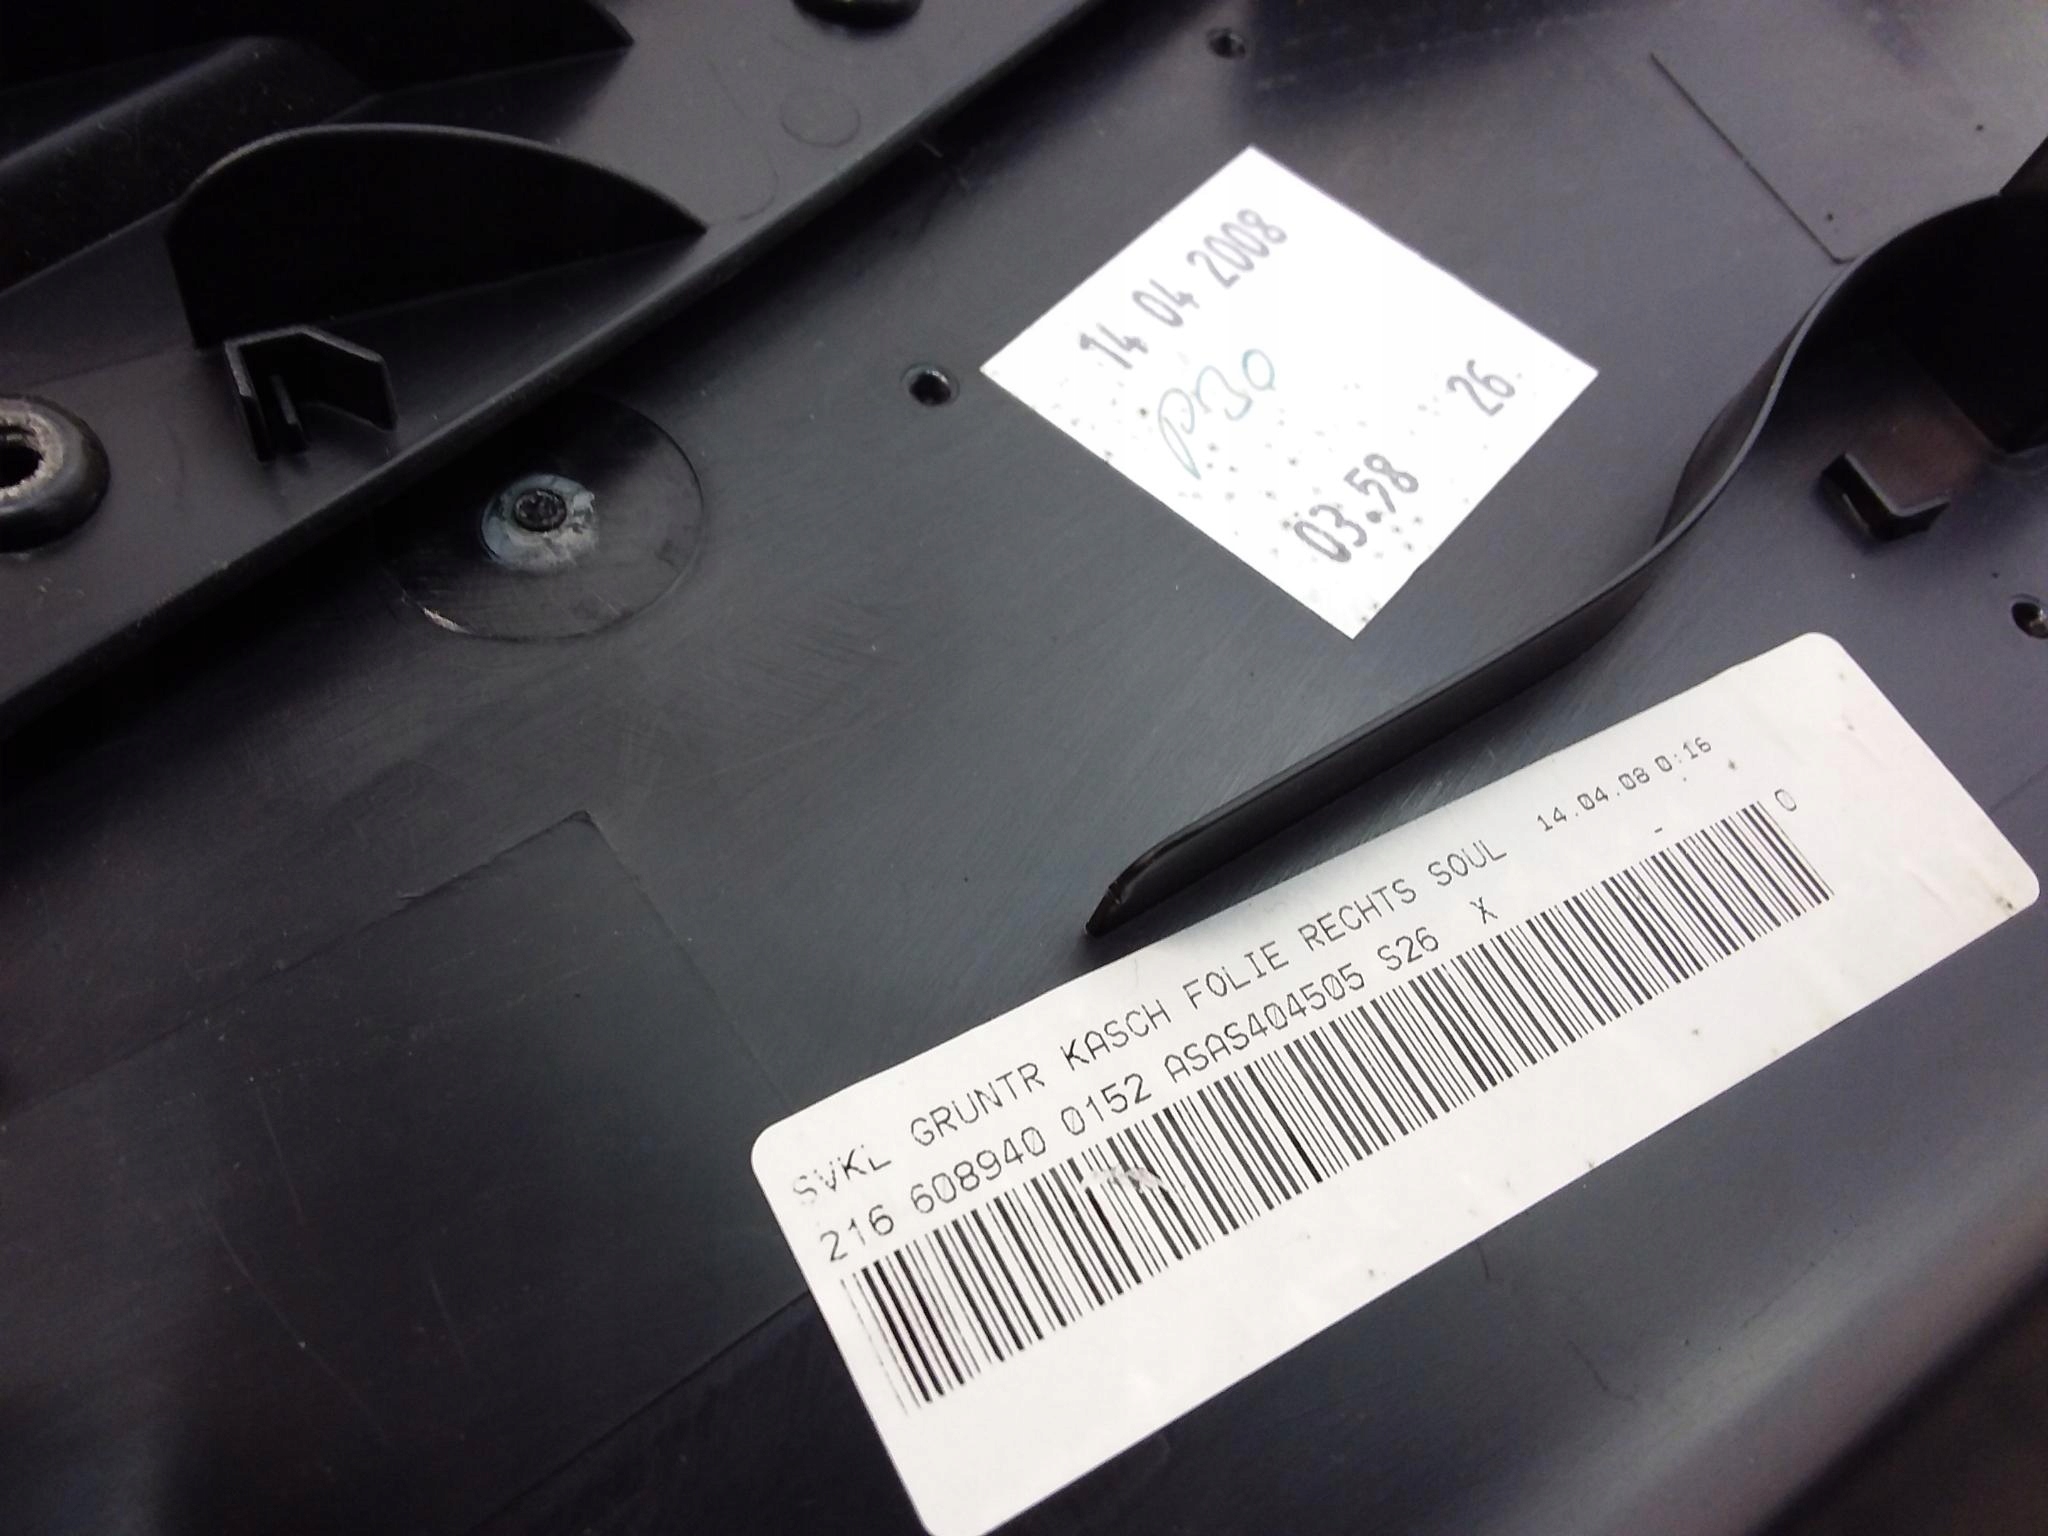 14 04 2008
P30
03.58 26
SVKL GRUNTR KASCH FOLIE RECHTS SOUL 14.04.08 0:16
216 608940 0152 ASAS404505 S26 X - 0